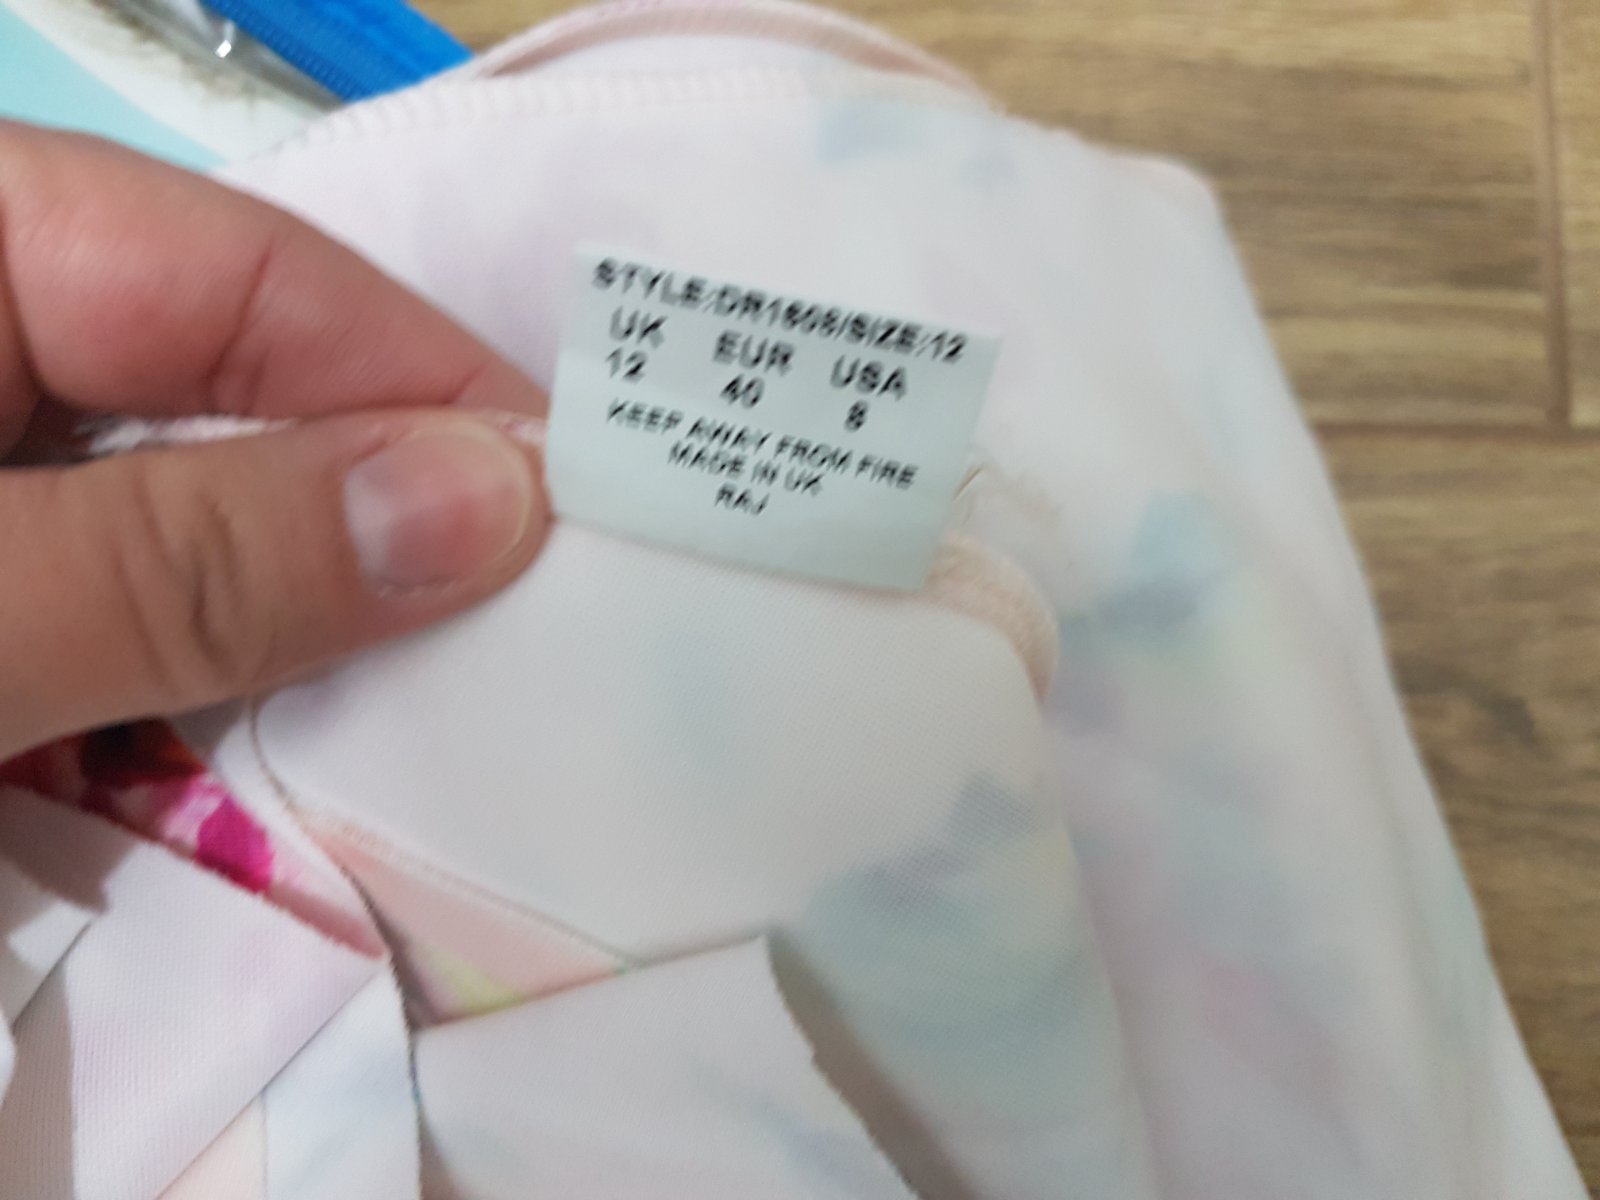 STYLE:DR1608/SIZE:12
UK EUR USA
12 40 8
KEEP AWAY FROM FIRE
MADE IN UK
RAJ